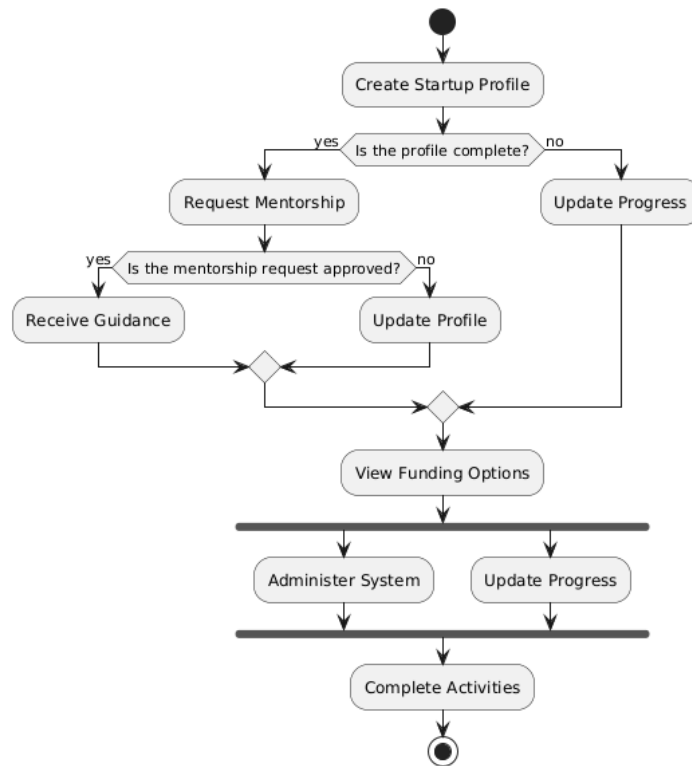 Create Startup Profile
yes
Is the profile complete?
no
Request Mentorship
Update Progress
yes
Is the mentorship request approved?
no
Receive Guidance
Update Profile
View Funding Options
Administer System
Update Progress
Complete Activities